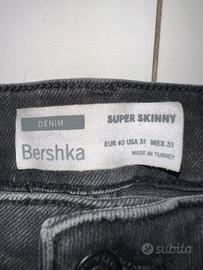 DENIM
SUPER SKINNY
Bershka
EUR 40 USA 31 MEX 31
MADE IN TURKEY
subito